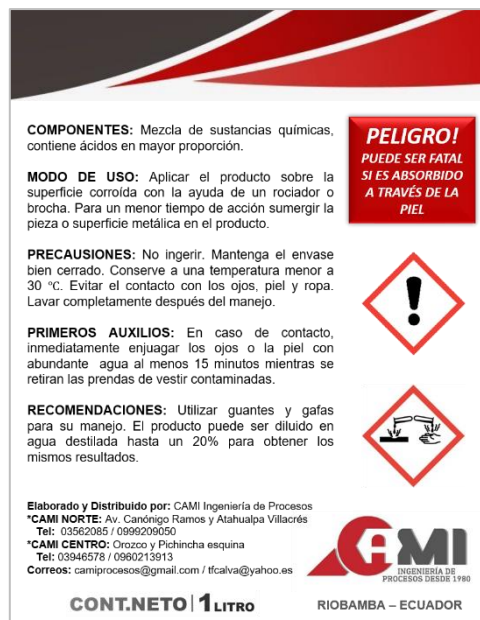 COMPONENTES: Mezcla de sustancias químicas,
contiene ácidos en mayor proporción.
MODO DE USO: Aplicar el producto sobre la
superficie corroída con la ayuda de un rociador o
brocha. Para un menor tiempo de acción sumergir la
pieza o superficie metálica en el producto.
PRECAUSIONES: No ingerir. Mantenga el envase
bien cerrado. Conserve a una temperatura menor a
30 °C. Evitar el contacto con los ojos, piel y ropa.
Lavar completamente después del manejo.
PRIMEROS AUXILIOS: En caso de contacto,
inmediatamente enjuagar los ojos o la piel con
abundante agua al menos 15 minutos mientras se
retiran las prendas de vestir contaminadas.
RECOMENDACIONES: Utilizar guantes y gafas
para su manejo. El producto puede ser diluido en
agua destilada hasta un 20% para obtener los
mismos resultados.
PELIGRO!
PUEDE SER FATAL
SI ES ABSORBIDO
A TRAVÉS DE LA
PIEL
Elaborado y Distribuido por: CAMI Ingeniería de Procesos
*CAMI NORTE: Av. Canónigo Ramos y Atahualpa Villacrés
Tel: 03562085 / 0999209050
*CAMI CENTRO: Orozco y Pichincha esquina
Tel: 03946578 / 0960213913
Correos: camiprocesos@gmail.com / tfcalva@yahoo.es
CAMI
INGENIERÍA DE
PROCESOS DESDE 1980
CONT.NETO | 1 LITRO
RIOBAMBA – ECUADOR